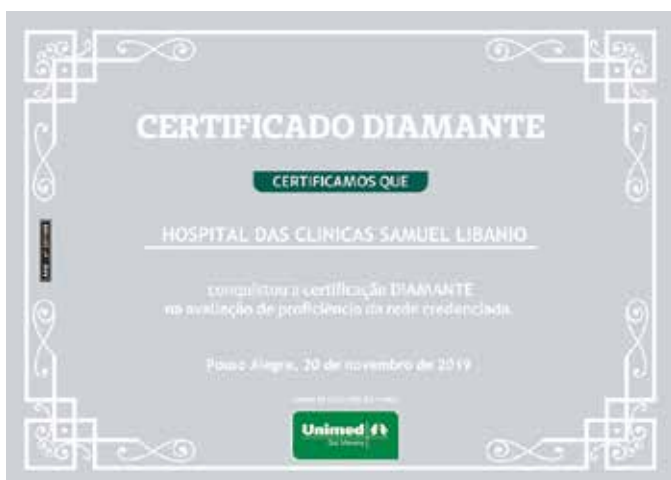 CERTIFICADO DIAMANTE
CERTIFICAMOS QUE
HOSPITAL DAS CLINICAS SAMUEL LIBANIO
conquistou a certificação DIAMANTE
na avaliação de proficiência da rede credenciada.
Pouso Alegre, 20 de novembro de 2019
Unimed